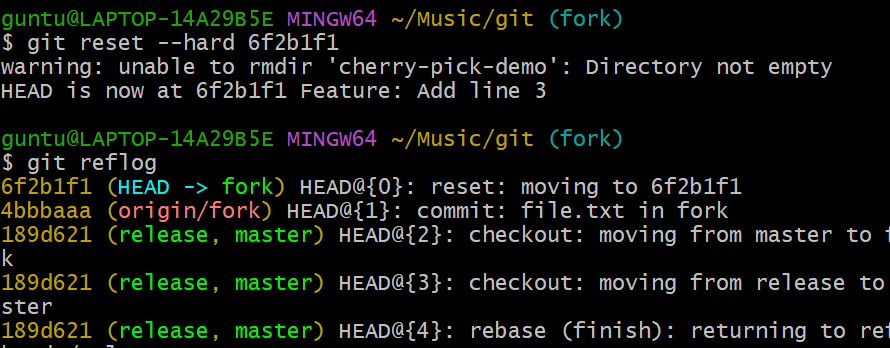 guntu@LAPTOP-14A29B5E MINGW64 ~/Music/git (fork)
$ git reset --hard 6f2b1f1
warning: unable to rmdir 'cherry-pick-demo': Directory not empty
HEAD is now at 6f2b1f1 Feature: Add line 3
guntu@LAPTOP-14A29B5E MINGW64 ~/Music/git (fork)
$ git reflog
6f2b1f1 (HEAD -> fork) HEAD@{0}: reset: moving to 6f2b1f1
4bbbaaa (origin/fork) HEAD@{1}: commit: file.txt in fork
189d621 (release, master) HEAD@{2}: checkout: moving from master to f
k
189d621 (release, master) HEAD@{3}: checkout: moving from release to
ster
189d621 (release, master) HEAD@{4}: rebase (finish): returning to ref